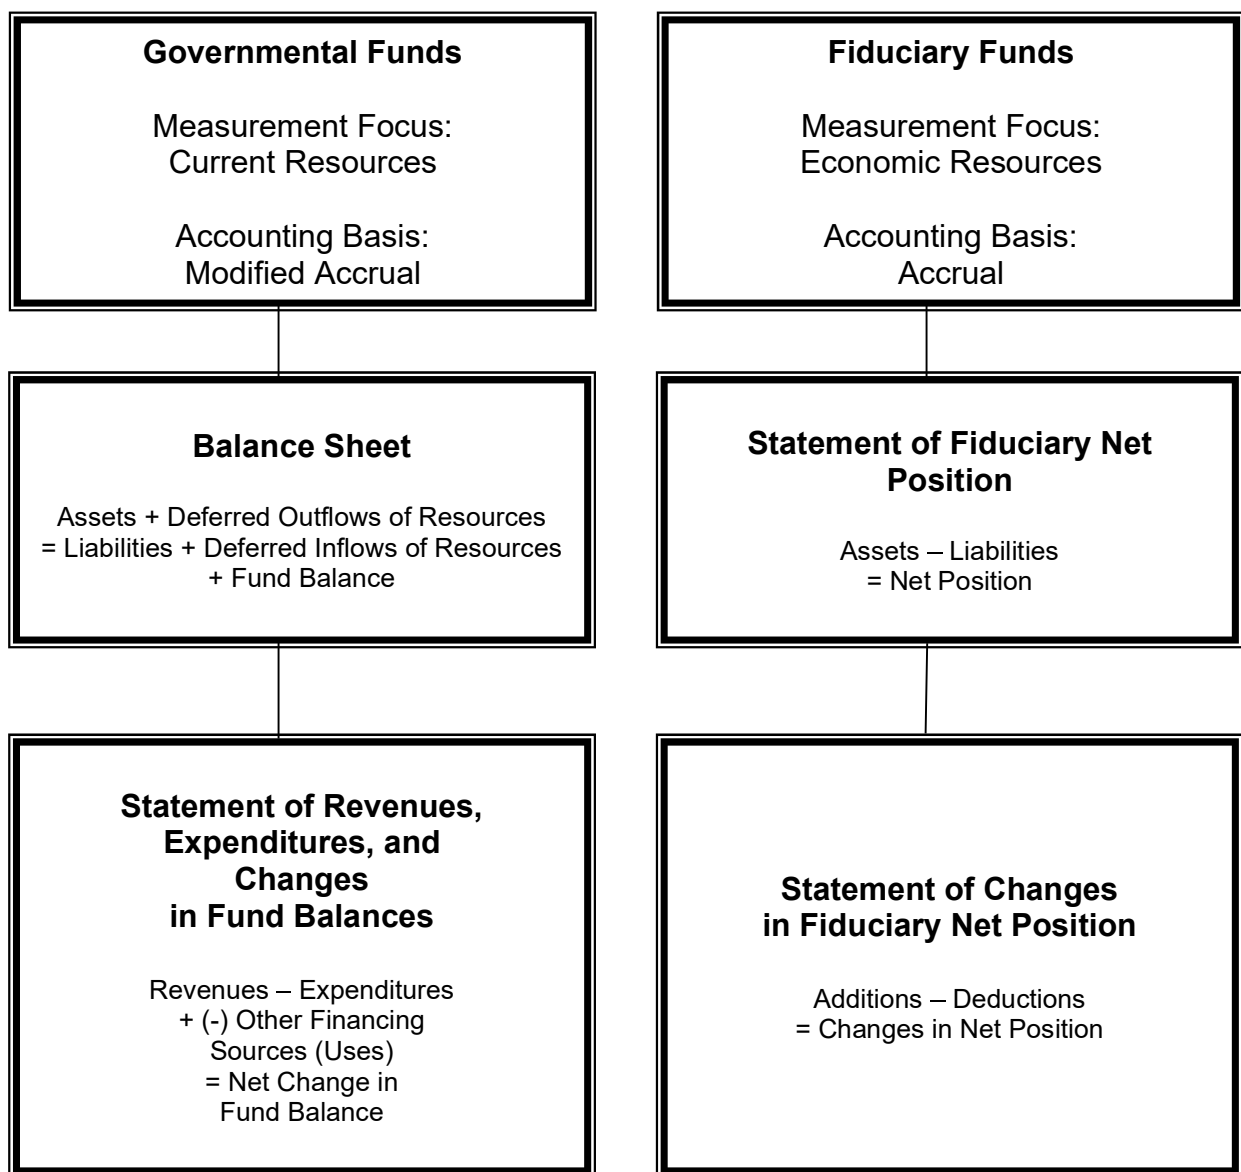 Governmental Funds
Measurement Focus:
Current Resources
Accounting Basis:
Modified Accrual
Fiduciary Funds
Measurement Focus:
Economic Resources
Accounting Basis:
Accrual
Balance Sheet
Assets + Deferred Outflows of Resources
= Liabilities + Deferred Inflows of Resources
+ Fund Balance
Statement of Fiduciary Net
Position
Assets – Liabilities
= Net Position
Statement of Revenues,
Expenditures, and
Changes
in Fund Balances
Revenues – Expenditures
+ (-) Other Financing
Sources (Uses)
= Net Change in
Fund Balance
Statement of Changes
in Fiduciary Net Position
Additions – Deductions
= Changes in Net Position